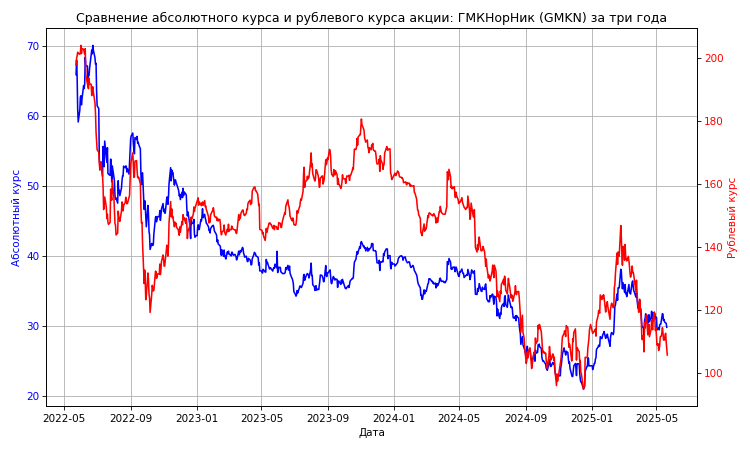 Сравнение абсолютного курса и рублевого курса акции: ГМКНорНик (GMKN) за три года
70
60
50
40
30
20
Абсолютный курс
200
180
160
140
120
100
Рублевый курс
2022-05 2022-09 2023-01 2023-05 2023-09 2024-01 2024-05 2024-09 2025-01 2025-05
Дата